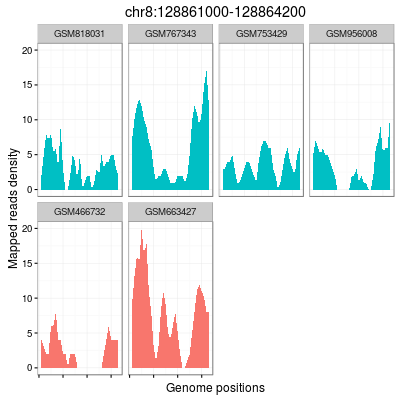 chr8:128861000-128864200
GSM818031 GSM767343 GSM753429 GSM956008
20
15
10
5
0
GSM466732 GSM663427
20
15
10
5
0
Mapped reads density
Genome positions